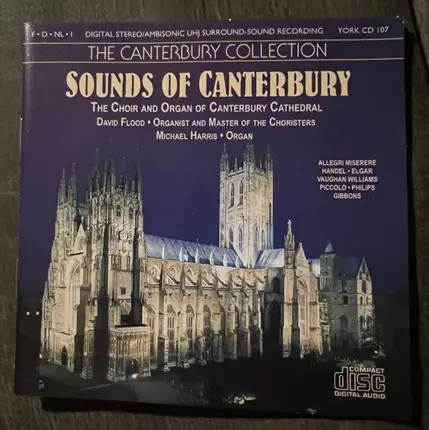 F • D • NL • I DIGITAL STEREO/AMBISONIC UHJ SURROUND-SOUND RECORDING YORK CD 107
THE CANTERBURY COLLECTION
SOUNDS OF CANTERBURY
THE CHOIR AND ORGAN OF CANTERBURY CATHEDRAL
DAVID FLOOD • ORGANIST AND MASTER OF THE CHORISTERS
MICHAEL HARRIS • ORGAN
ALLEGRI MISERERE
HANDEL • ELGAR
VAUGHAN WILLIAMS
PICCOLO • PHILIPS
GIBBONS
COMPACT
disc
DIGITAL AUDIO